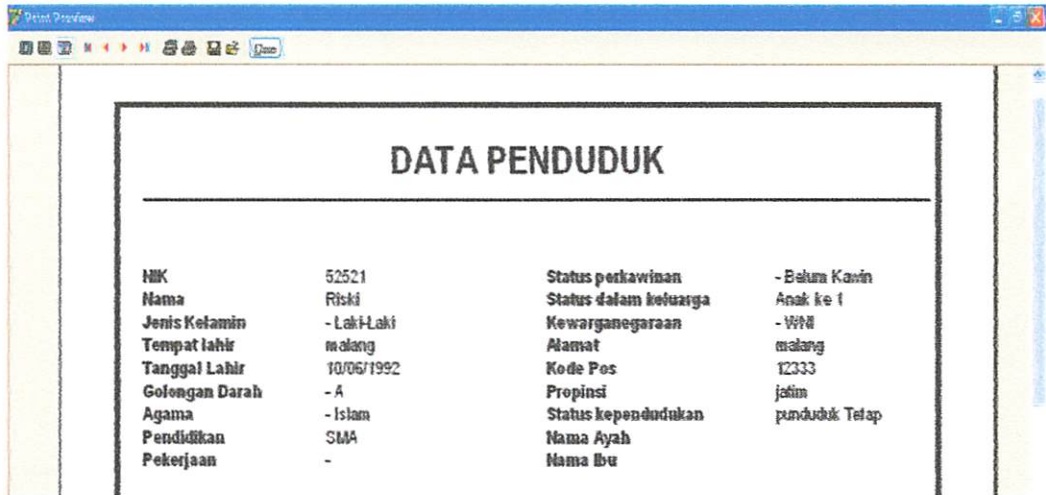 Print Preview
Close
DATA PENDUDUK
NIK 52521 Status perkawinan - Belum Kawin
Nama Riski Status dalam keluarga Anak ke 1
Jenis Kelamin - Laki-Laki Kewarganegaraan - WNI
Tempat lahir malang Alamat malang
Tanggal Lahir 10/06/1992 Kode Pos 12333
Golongan Darah - A Propinsi jatim
Agama - Islam Status kependudukan punduduk Tetap
Pendidikan SMA Nama Ayah
Pekerjaan - Nama Ibu